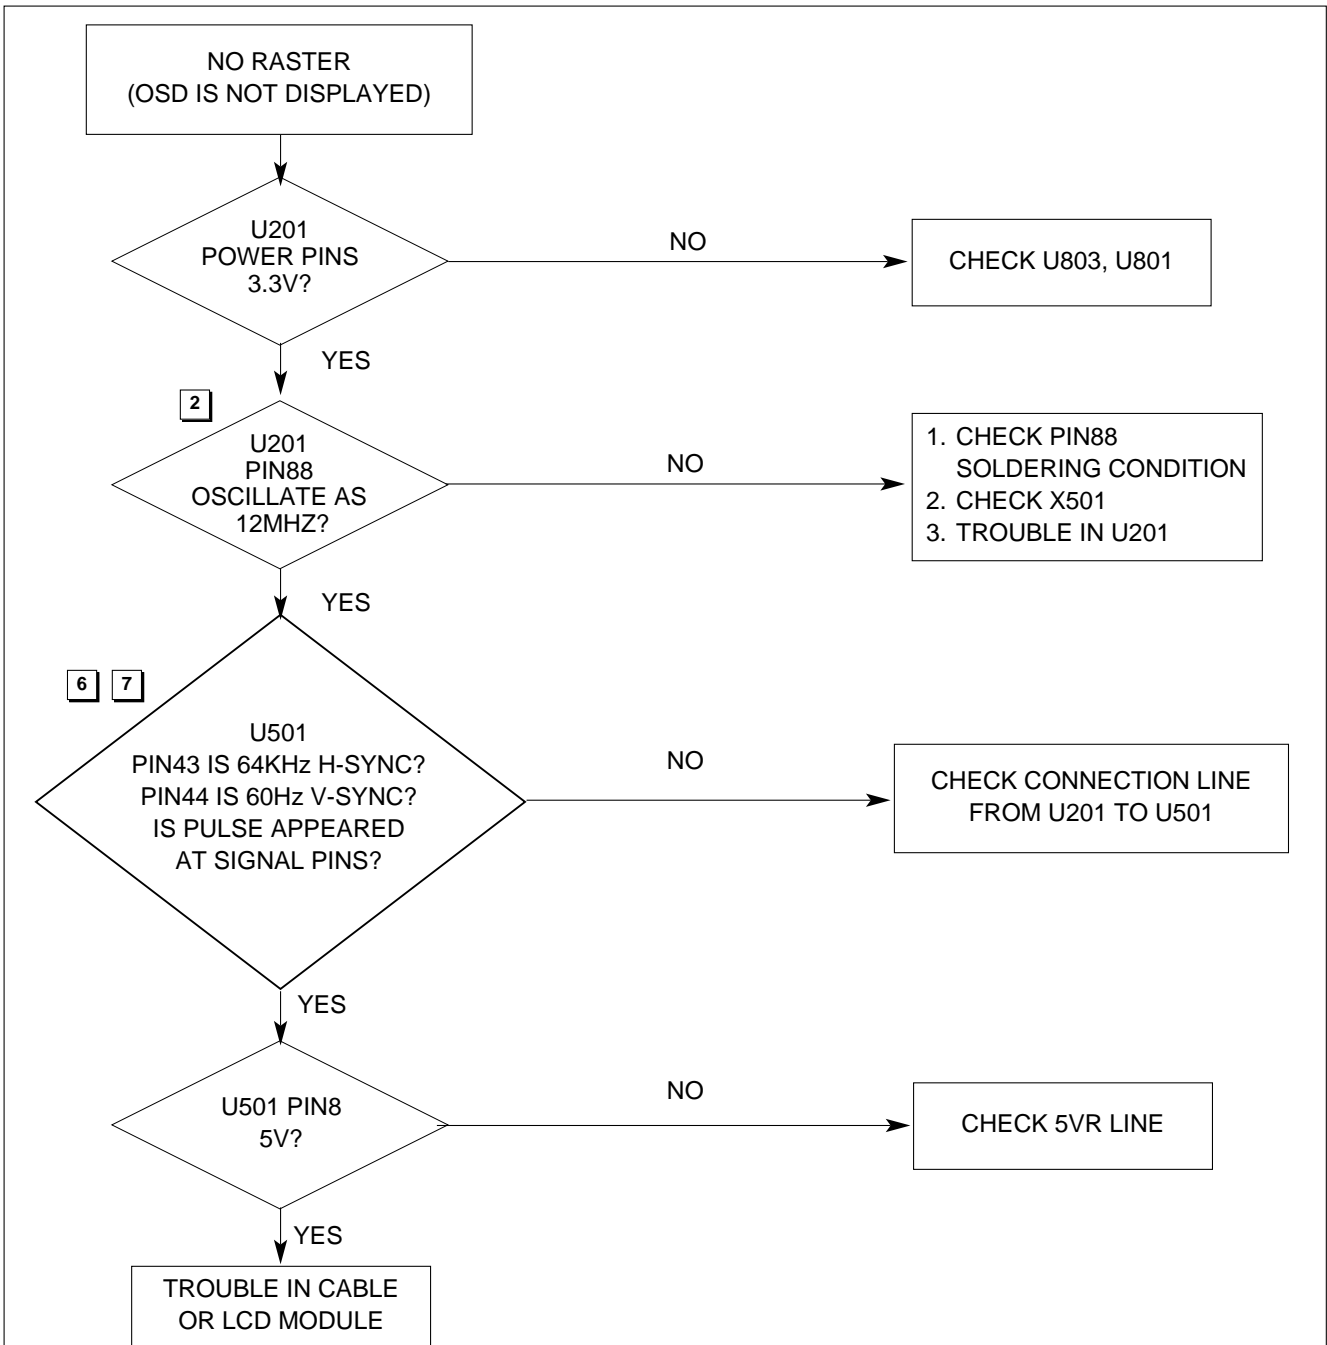 NO RASTER
(OSD IS NOT DISPLAYED)
U201
POWER PINS
3.3V?
NO
CHECK U803, U801
YES
2
U201
PIN88
OSCILLATE AS
12MHZ?
NO
1. CHECK PIN88
SOLDERING CONDITION
2. CHECK X501
3. TROUBLE IN U201
YES
6 7
U501
PIN43 IS 64KHz H-SYNC?
PIN44 IS 60Hz V-SYNC?
IS PULSE APPEARED
AT SIGNAL PINS?
NO
CHECK CONNECTION LINE
FROM U201 TO U501
YES
U501 PIN8
5V?
NO
CHECK 5VR LINE
YES
TROUBLE IN CABLE
OR LCD MODULE